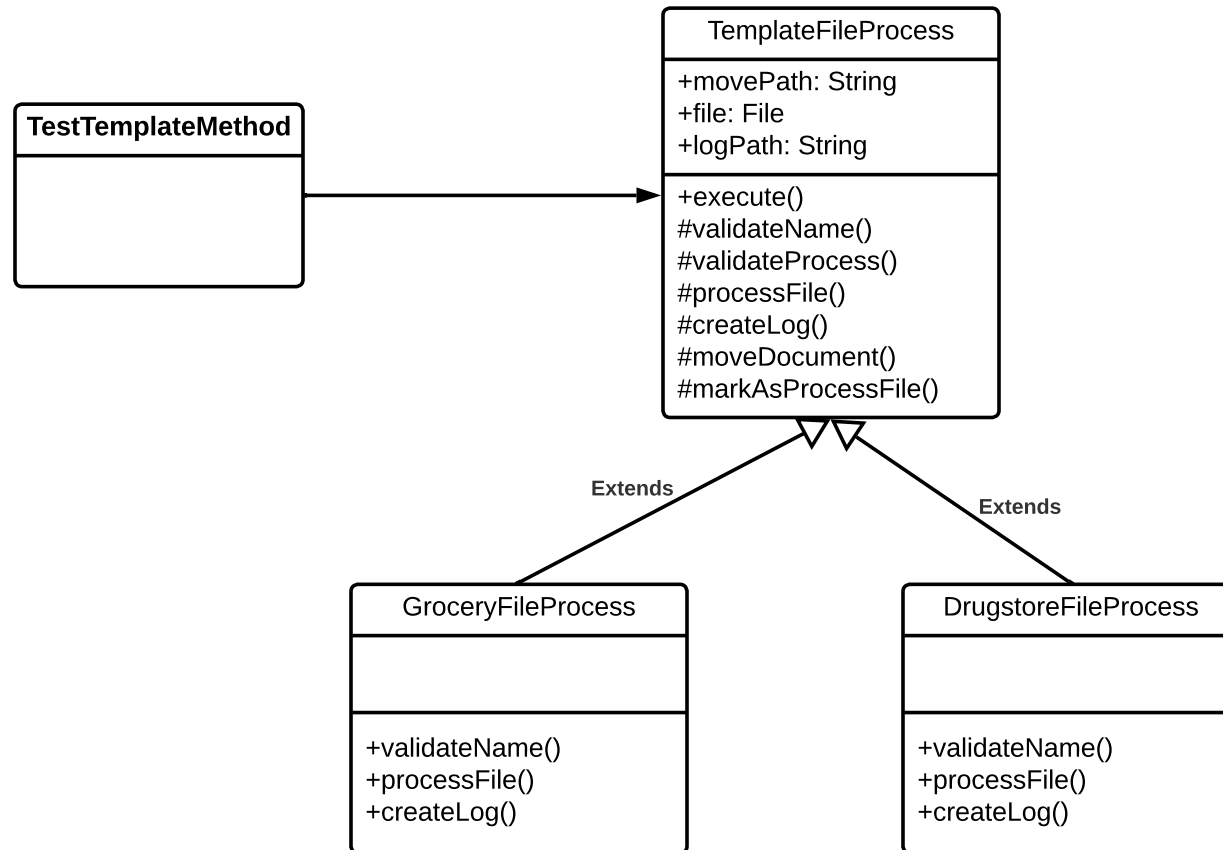 TemplateFileProcess
+movePath: String
+file: File
+logPath: String
+execute()
#validateName()
#validateProcess()
#processFile()
#createLog()
#moveDocument()
#markAsProcessFile()
TestTemplateMethod
Extends
Extends
GroceryFileProcess
+validateName()
+processFile()
+createLog()
DrugstoreFileProcess
+validateName()
+processFile()
+createLog()